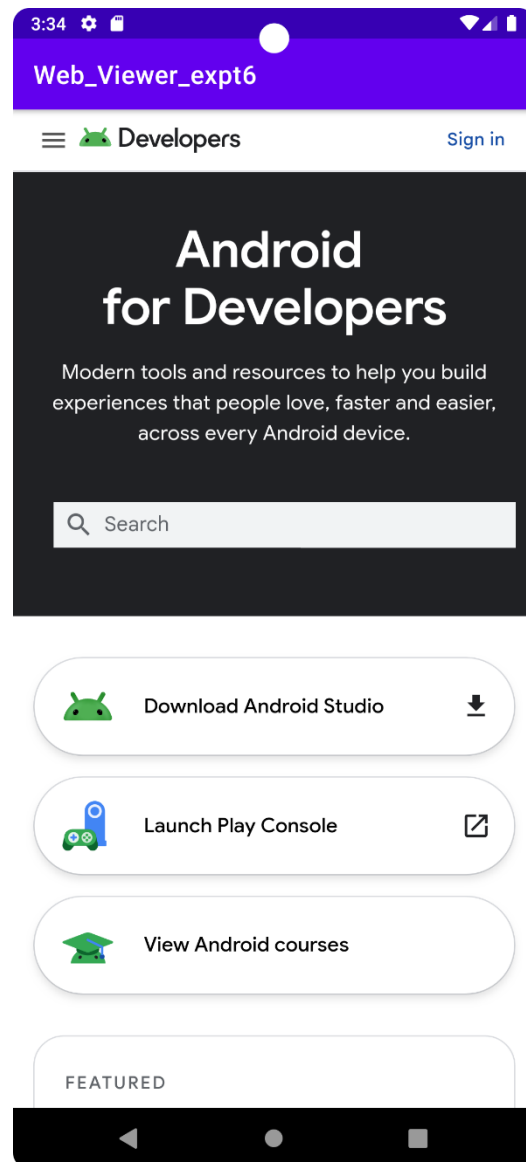 3:34
Web_Viewer_expt6
Developers
Sign in
Android
for Developers
Modern tools and resources to help you build
experiences that people love, faster and easier,
across every Android device.
Search
Download Android Studio
Launch Play Console
View Android courses
FEATURED